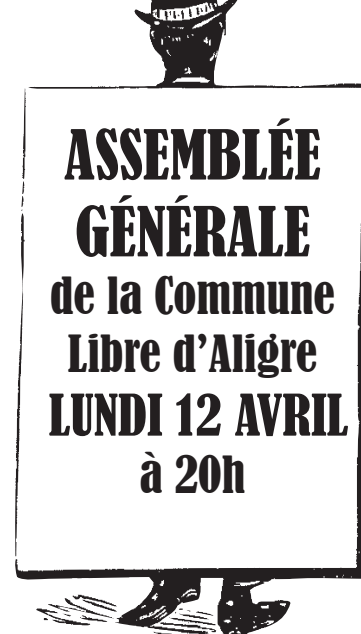 ASSEMBLÉE
GÉNÉRALE
de la Commune
Libre d’Aligre
LUNDI 12 AVRIL
à 20h